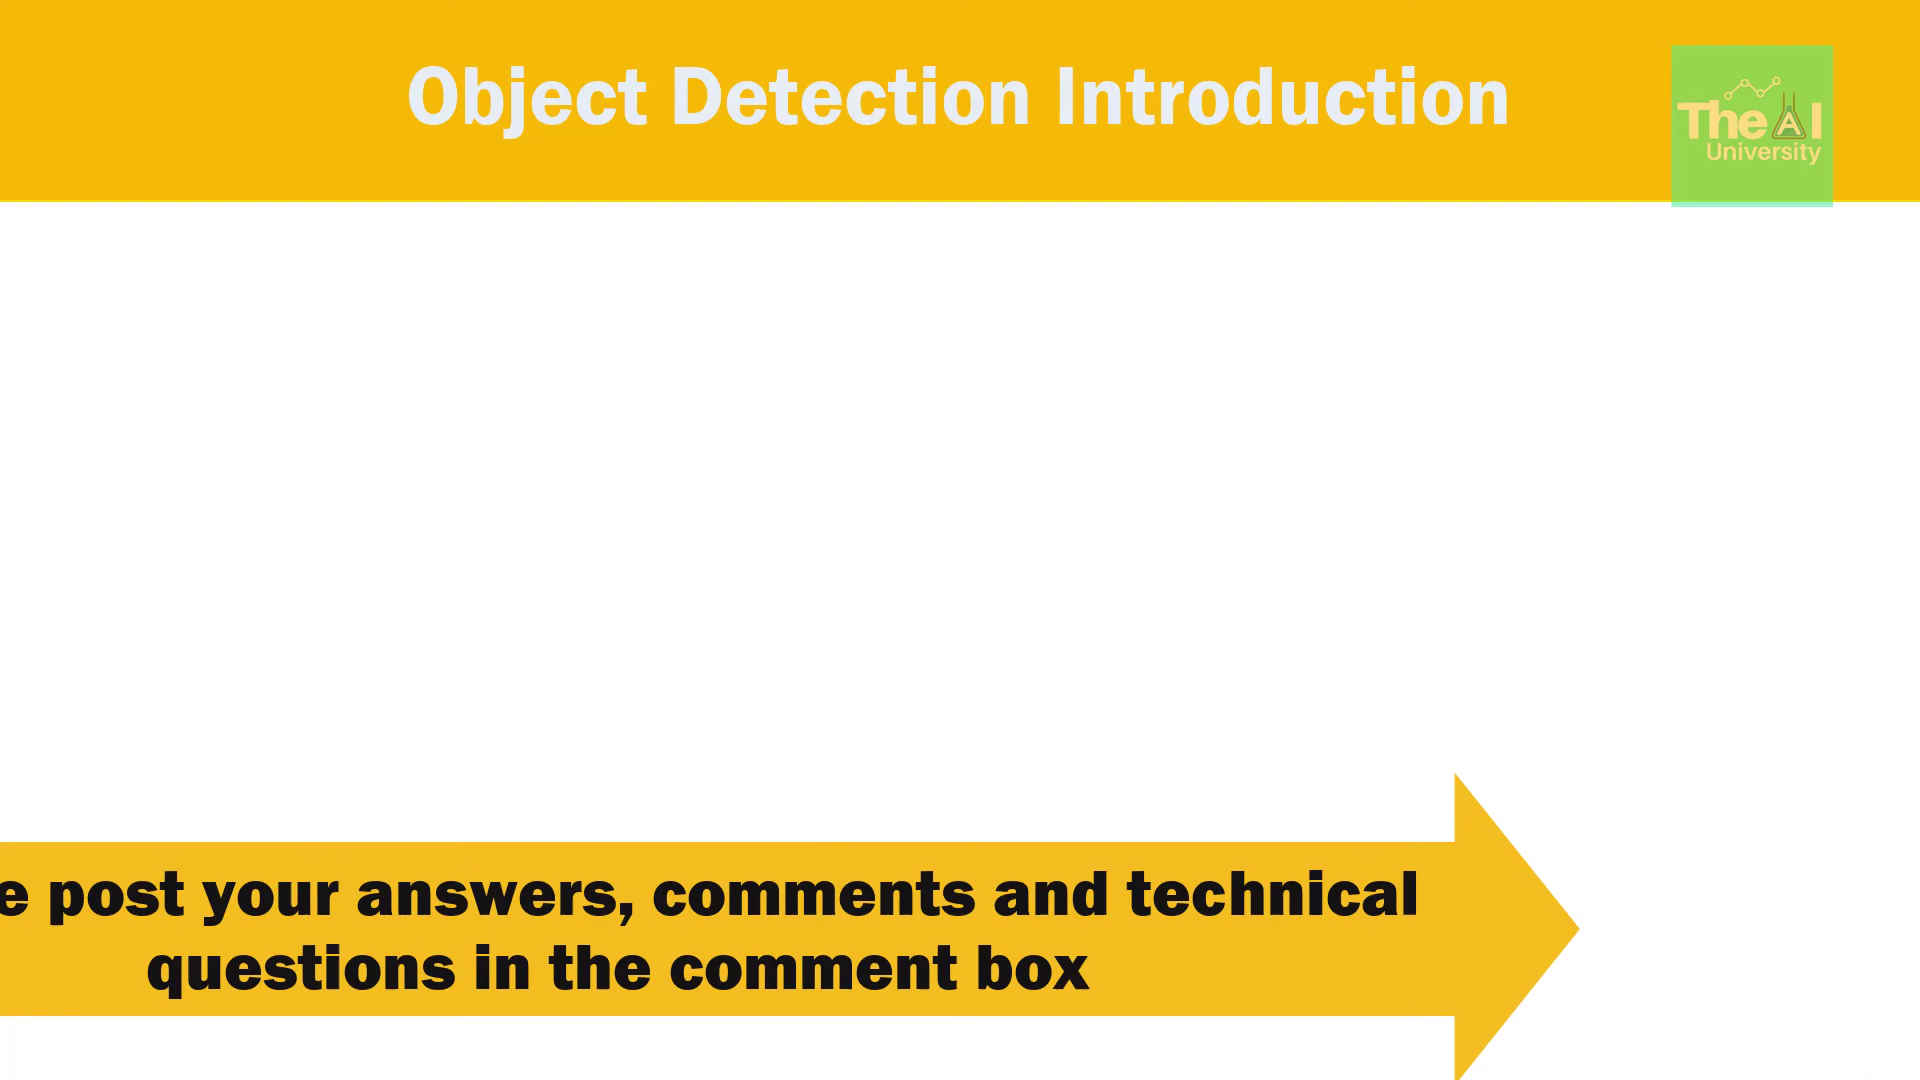 Object Detection Introduction
The AI
University
post your answers, comments and technical
questions in the comment box